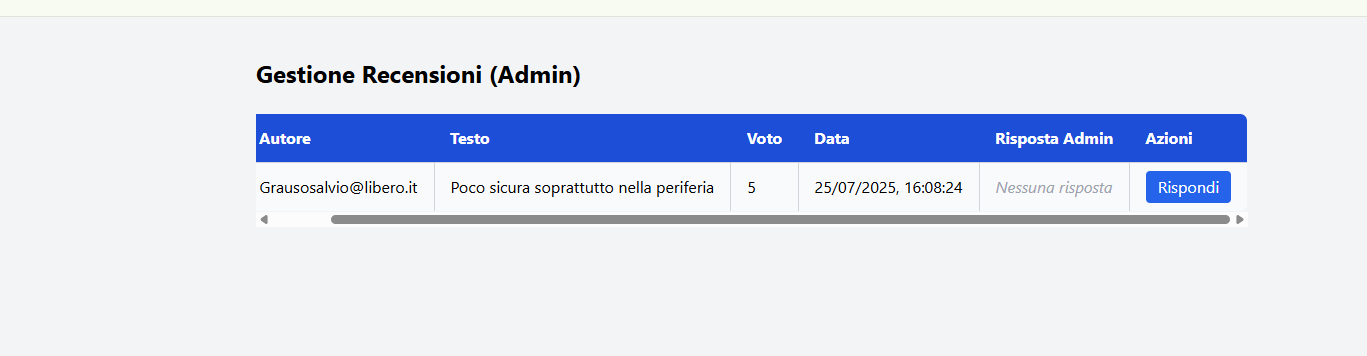 Gestione Recensioni (Admin)
Autore Testo Voto Data Risposta Admin Azioni
Grausosalvio@libero.it Poco sicura soprattutto nella periferia 5 25/07/2025, 16:08:24 Nessuna risposta Rispondi